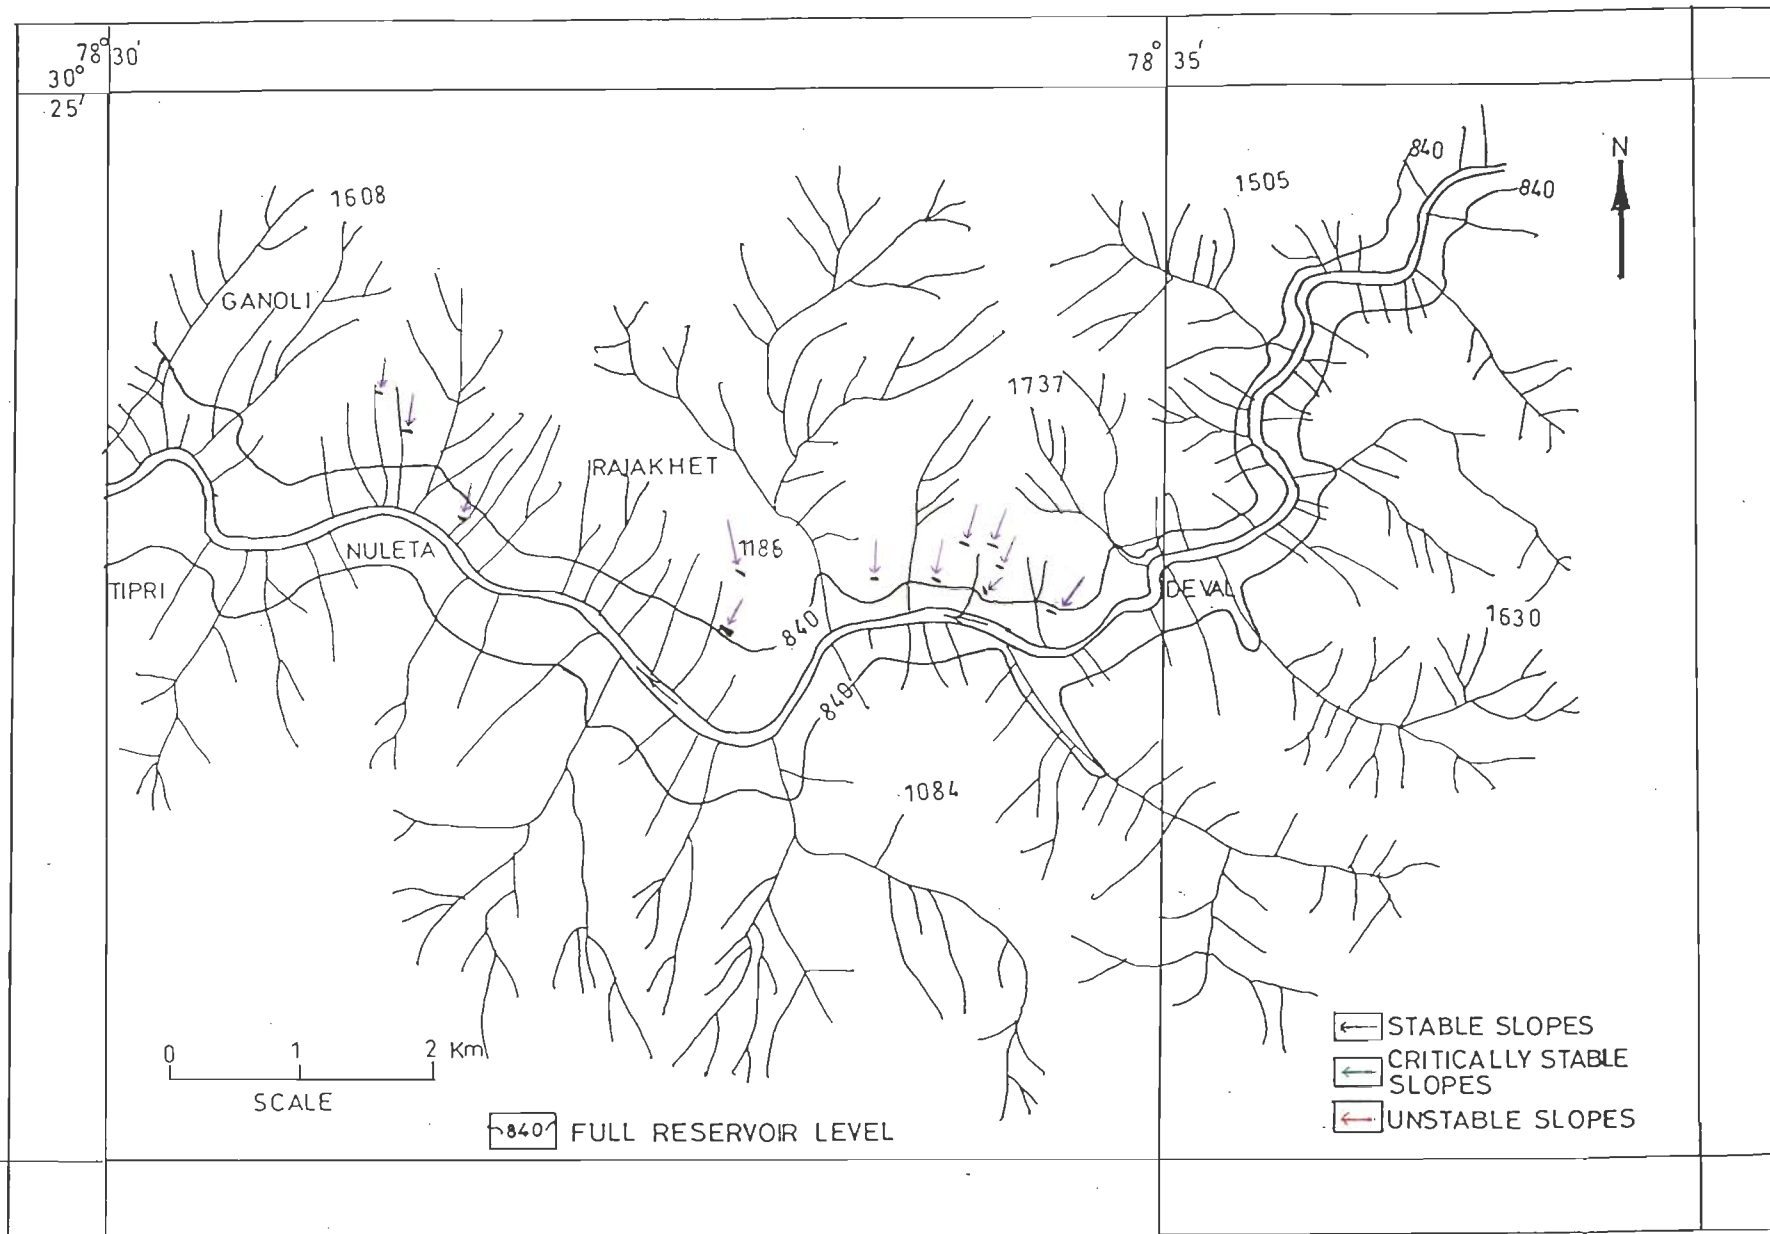 78° 30'
78° 35'
30°
25'
840
1505
840
N
1608
GANOLI
1737
RAJAKHET
NULETA
1186
TIPRI
DEVAL
840
1630
840
1084
STABLE SLOPES
CRITICALLY STABLE
SLOPES
UNSTABLE SLOPES
0 1 2 Km
SCALE
840 FULL RESERVOIR LEVEL